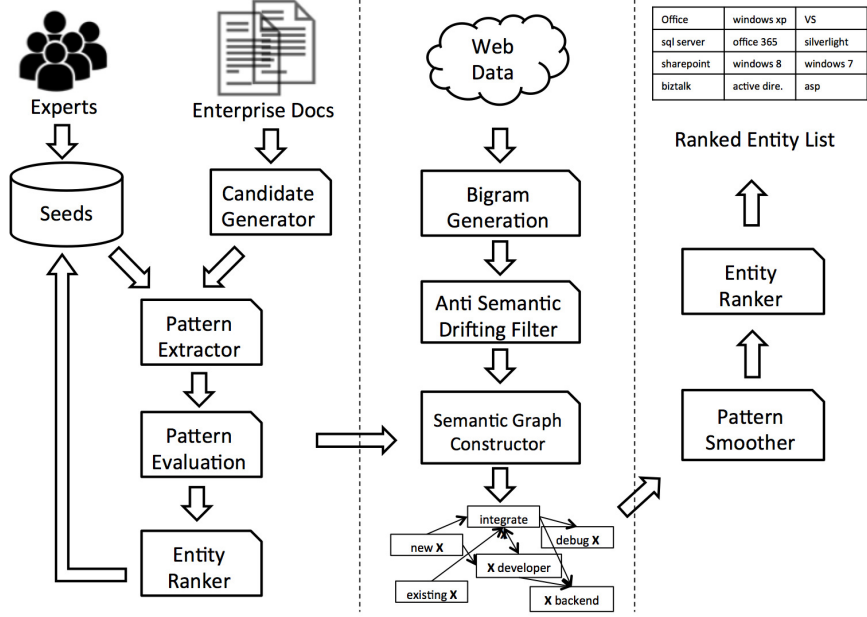 Experts
Enterprise Docs
Seeds
Candidate
Generator
Pattern
Extractor
Pattern
Evaluation
Entity
Ranker
Web
Data
Bigram
Generation
Anti Semantic
Drifting Filter
Semantic Graph
Constructor
integrate
new X
debug X
X developer
existing X
X backend
Office windows xp VS
sql server office 365 silverlight
sharepoint windows 8 windows 7
biztalk active dire. asp
Ranked Entity List
Entity
Ranker
Pattern
Smoother